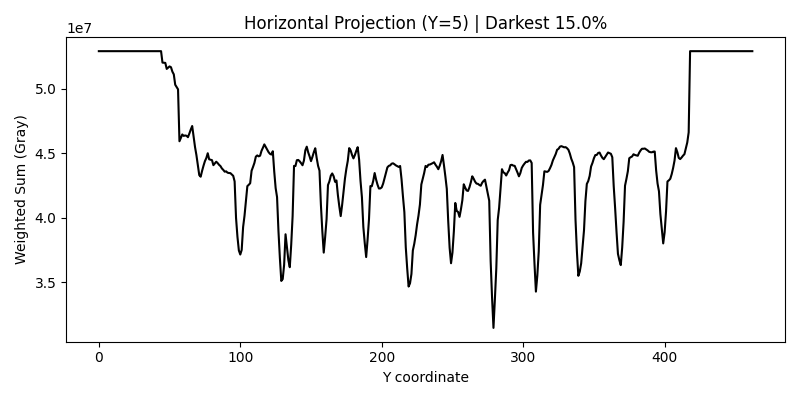 Horizontal Projection (Y=5) | Darkest 15.0%
1e7
5.0
4.5
4.0
3.5
Weighted Sum (Gray)
0 100 200 300 400
Y coordinate